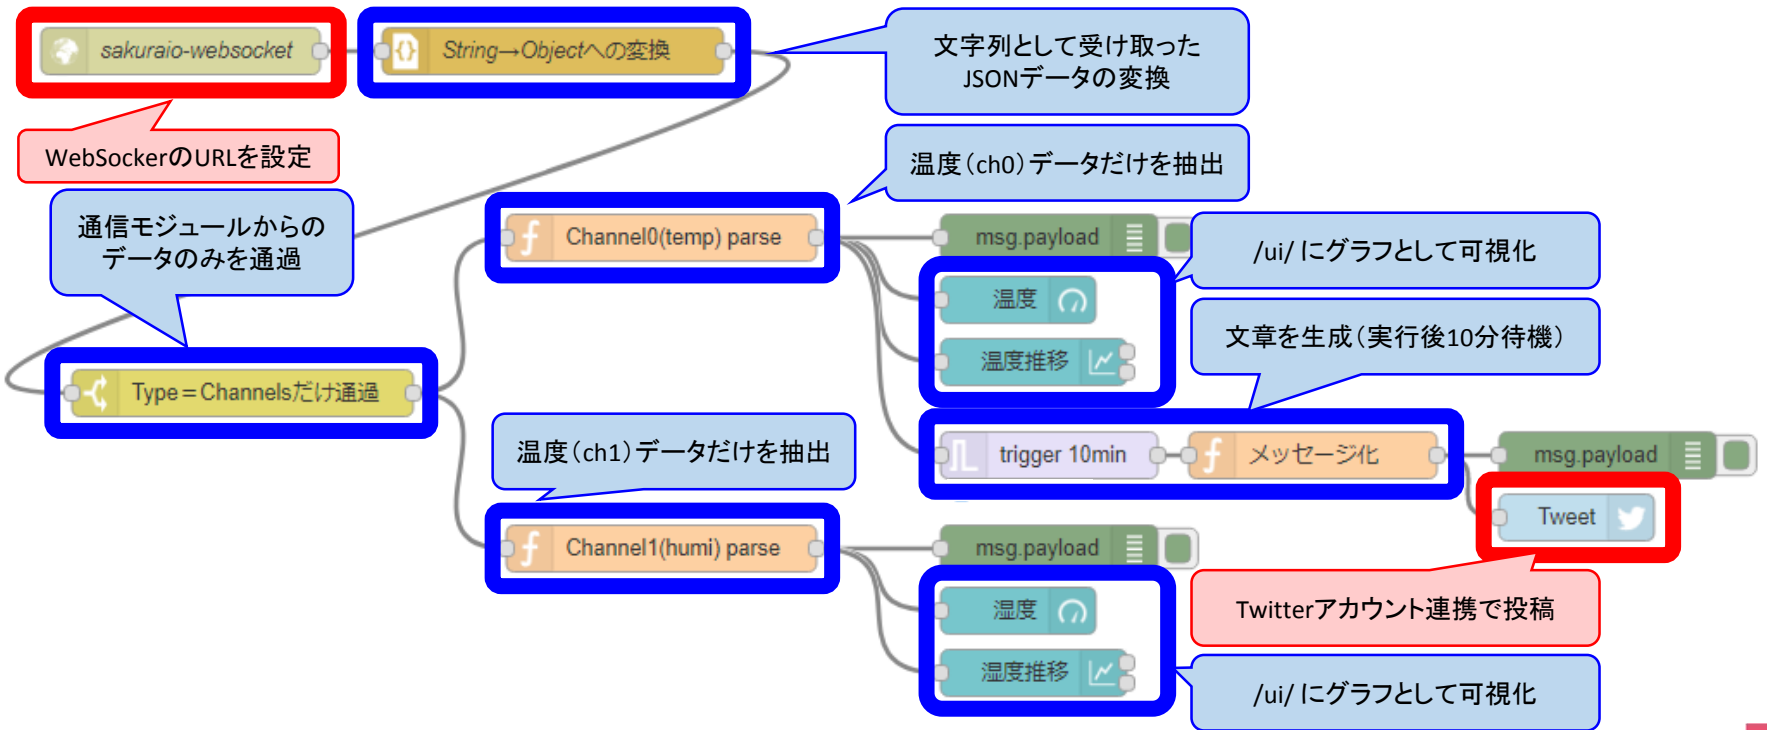 sakuraio-websocket
String→Objectへの変換
文字列として受け取った
JSONデータの変換
WebSockerのURLを設定
温度（ch0）データだけを抽出
通信モジュールからの
データのみを通過
Channel0(temp) parse
msg.payload
/ui/ にグラフとして可視化
温度
温度推移
文章を生成（実行後10分待機）
Type＝Channelsだけ通過
温度（ch1）データだけを抽出
trigger 10min
メッセージ化
msg.payload
Tweet
Channel1(humi) parse
msg.payload
湿度
湿度推移
Twitterアカウント連携で投稿
/ui/ にグラフとして可視化